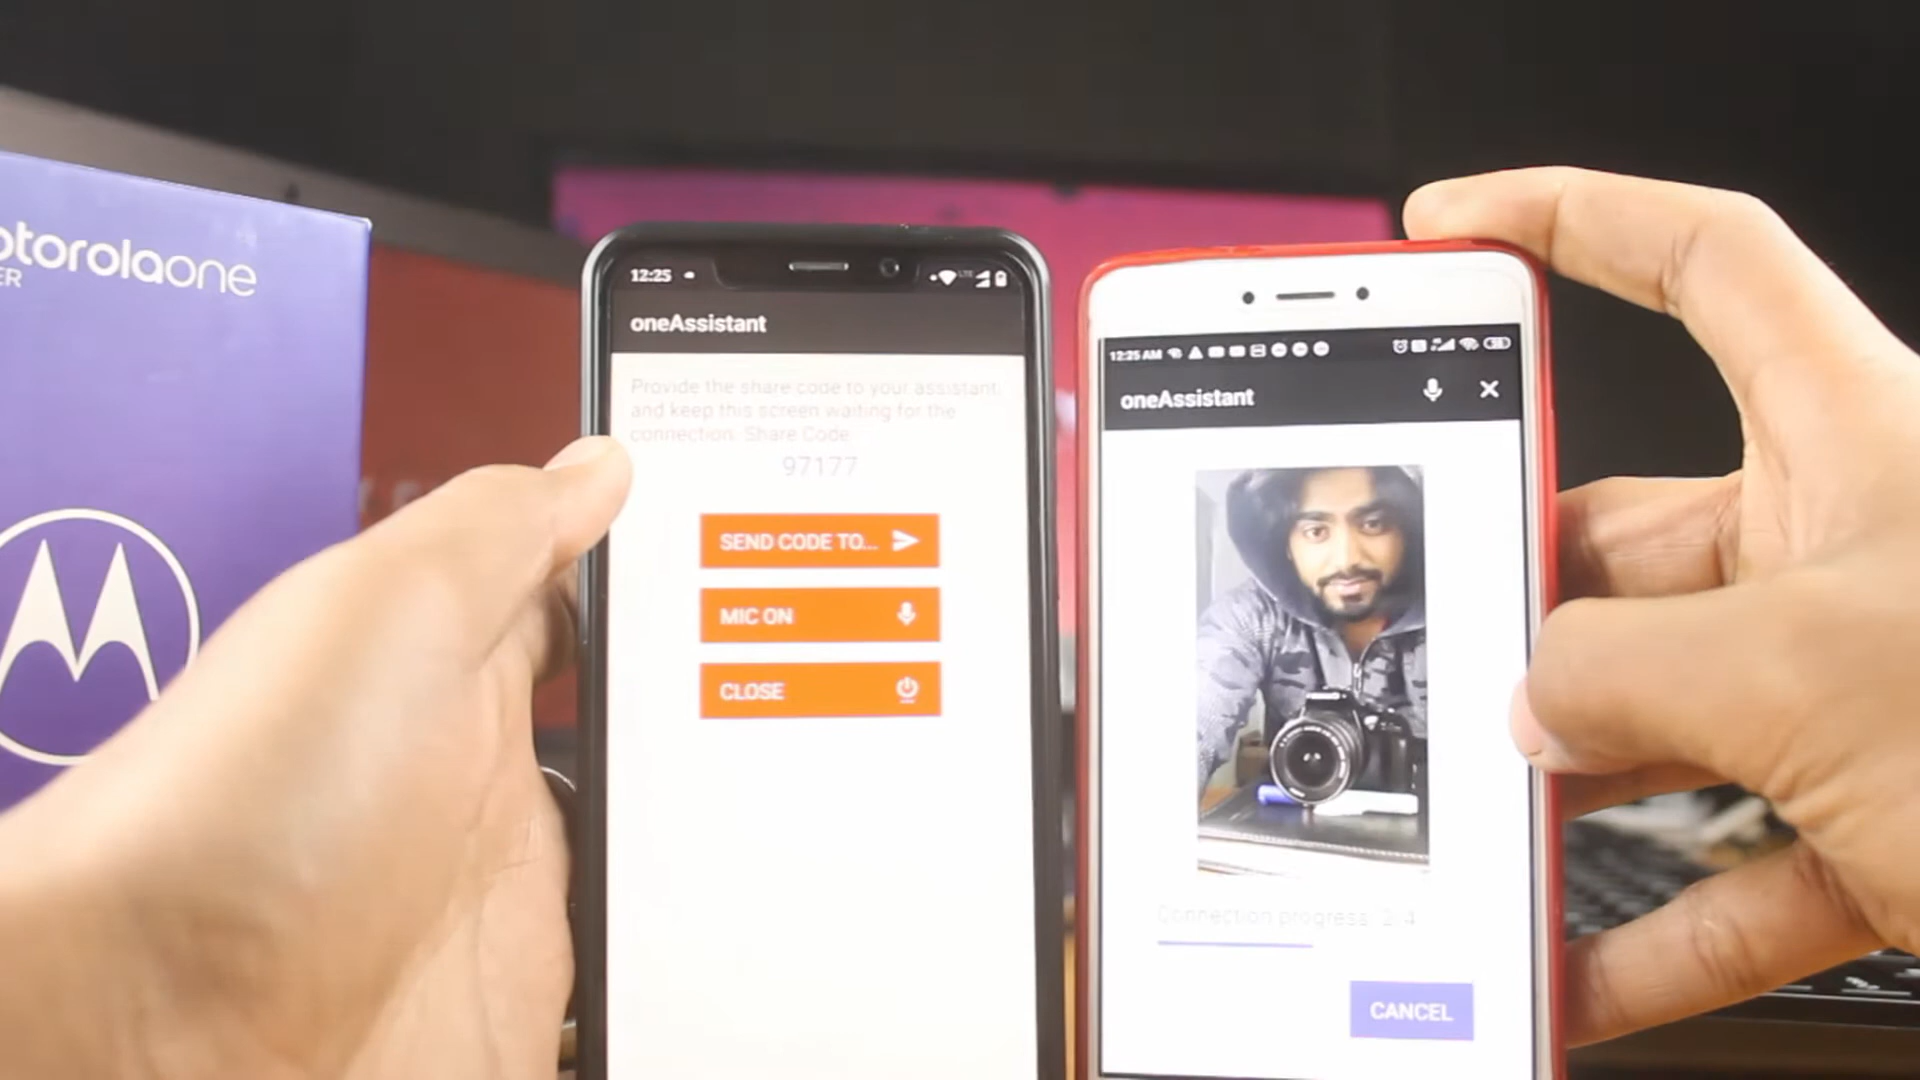 otorolaone
ER
12:25
LTE
oneAssistant
Provide the share code to your assistant
and keep this screen waiting for the
connection. Share Code
97177
SEND CODE TO...
MIC ON
CLOSE
12:25 AM
oneAssistant
Connection progress: 2/4
CANCEL